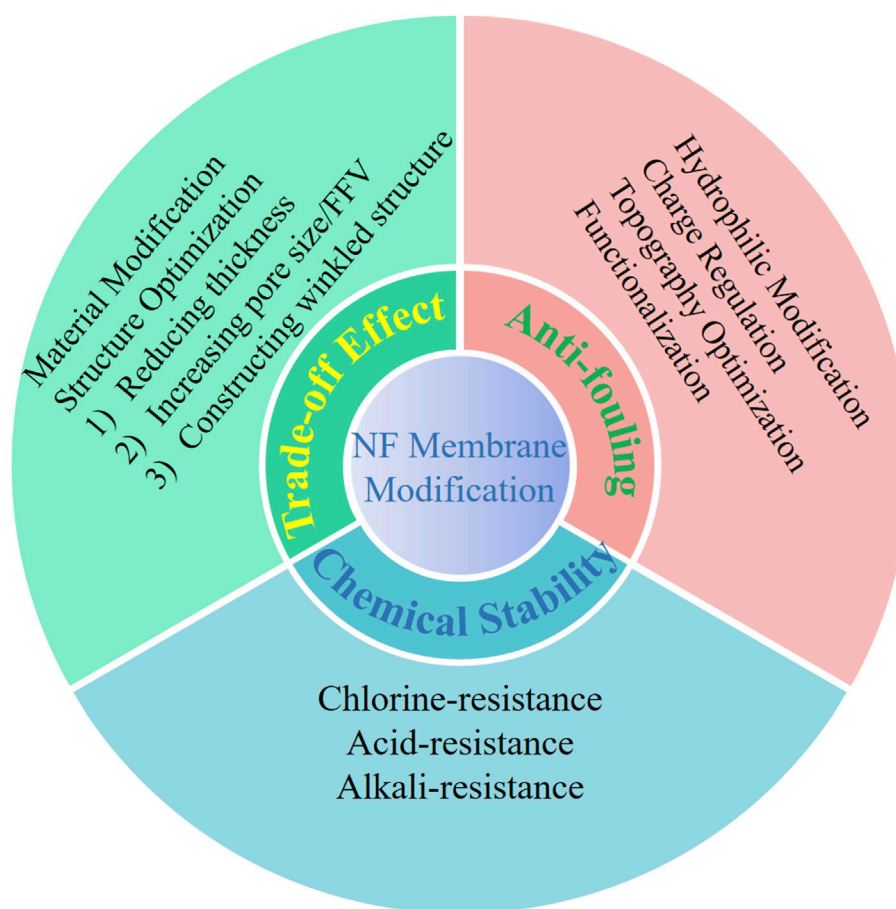 Material Modification
Structure Optimization
1) Reducing thickness
2) Increasing pore size/FFV
3) Constructing winkled structure
Hydrophilic Modification
Charge Regulation
Topography Optimization
Functionalization
Trade-off Effect
Anti-fouling
NF Membrane
Modification
Chemical Stability
Chlorine-resistance
Acid-resistance
Alkali-resistance